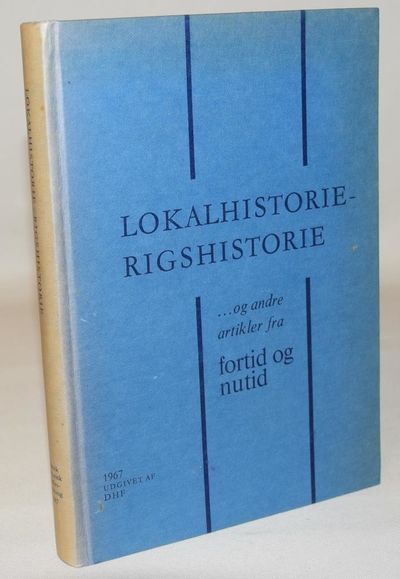 LOKALHISTORIE-
RIGSHISTORIE
...og andre
artikler fra
fortid og
nutid
1967
UDGIVET AF
DHF
LOKALHISTORIE - RIGSHISTORIE